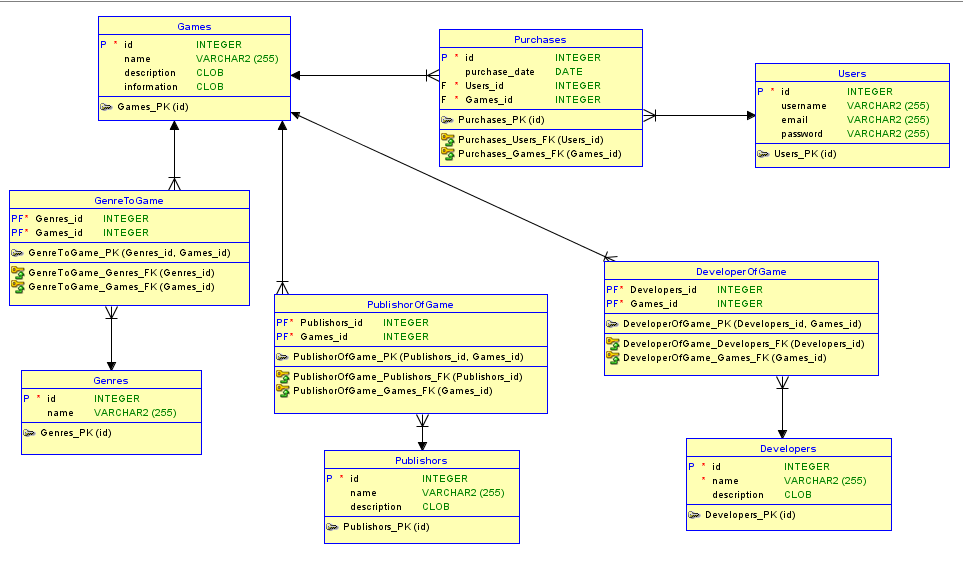 Games
P * id INTEGER
name VARCHAR2 (255)
description CLOB
information CLOB
Games_PK (id)
Purchases
P * id INTEGER
purchase_date DATE
F * Users_id INTEGER
F * Games_id INTEGER
Purchases_PK (id)
Purchases_Users_FK (Users_id)
Purchases_Games_FK (Games_id)
Users
P * id INTEGER
username VARCHAR2 (255)
email VARCHAR2 (255)
password VARCHAR2 (255)
Users_PK (id)
GenreToGame
PF* Genres_id INTEGER
PF* Games_id INTEGER
GenreToGame_PK (Genres_id, Games_id)
GenreToGame_Genres_FK (Genres_id)
GenreToGame_Games_FK (Games_id)
PublishorOfGame
PF* Publishors_id INTEGER
PF* Games_id INTEGER
PublishorOfGame_PK (Publishors_id, Games_id)
PublishorOfGame_Publishors_FK (Publishors_id)
PublishorOfGame_Games_FK (Games_id)
DeveloperOfGame
PF* Developers_id INTEGER
PF* Games_id INTEGER
DeveloperOfGame_PK (Developers_id, Games_id)
DeveloperOfGame_Developers_FK (Developers_id)
DeveloperOfGame_Games_FK (Games_id)
Genres
P * id INTEGER
name VARCHAR2 (255)
Genres_PK (id)
Publishors
P * id INTEGER
name VARCHAR2 (255)
description CLOB
Publishors_PK (id)
Developers
P * id INTEGER
* name VARCHAR2 (255)
description CLOB
Developers_PK (id)